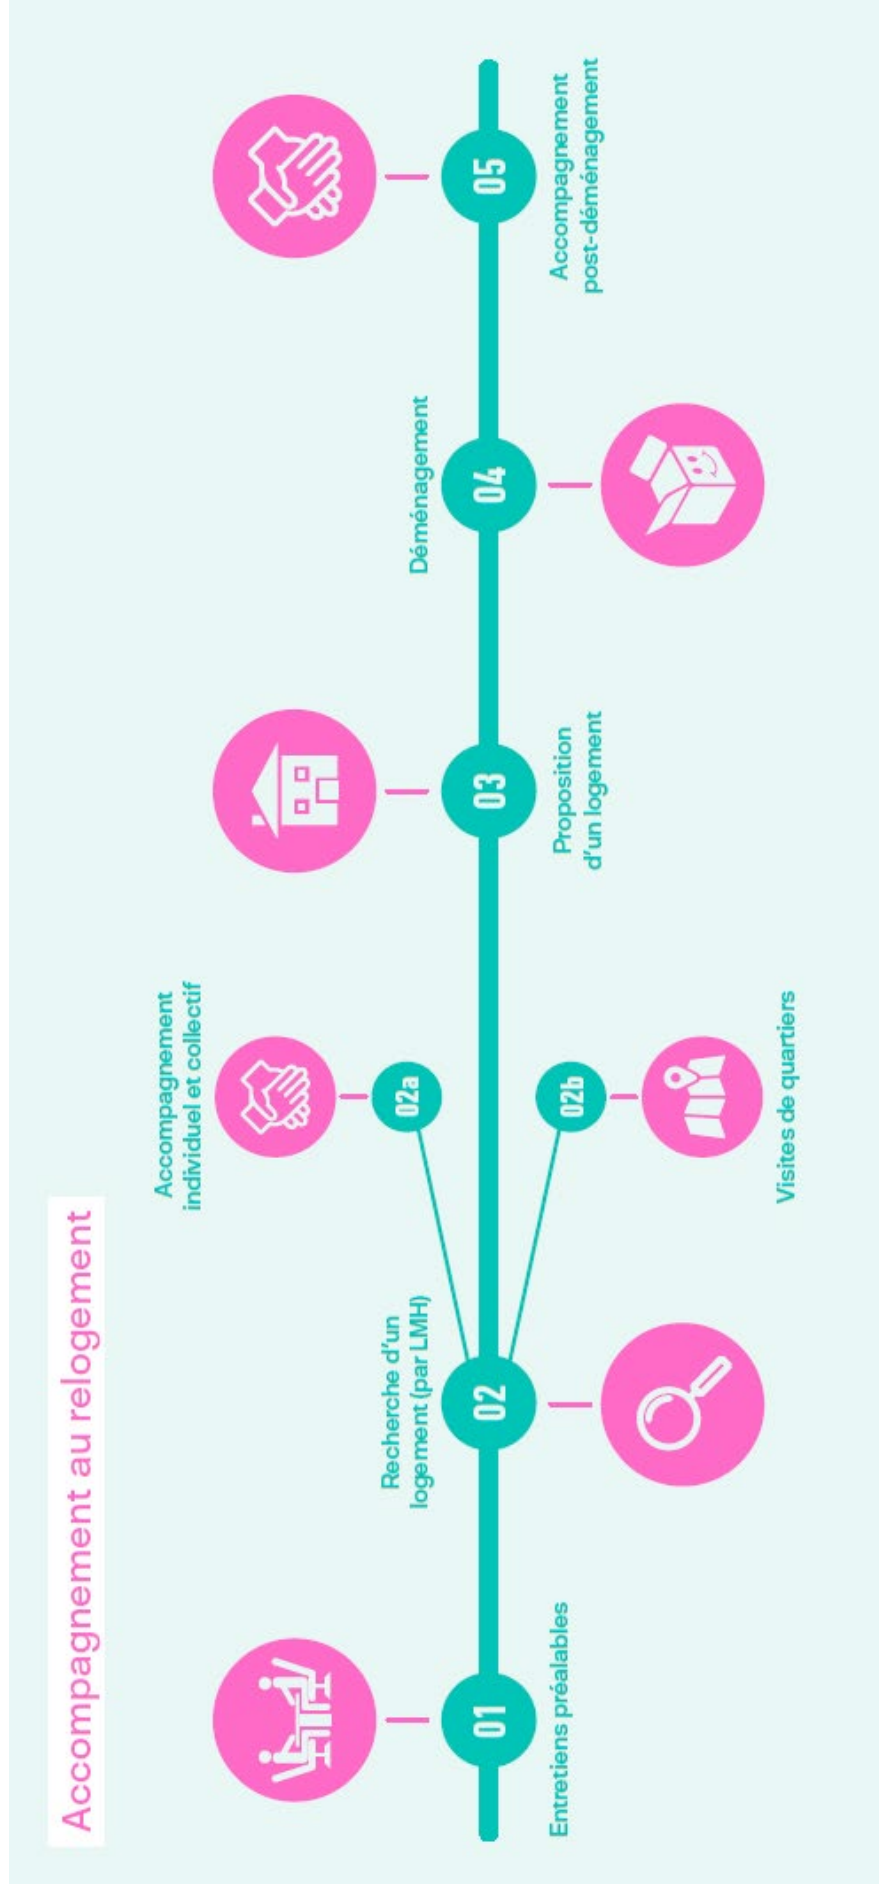 Accompagnement au relogement
01
Entretiens préalables
Recherche d'un
logement (par LMH)
02
Accompagnement
individuel et collectif
02a
02b
Visites de quartiers
03
Proposition
d'un logement
Déménagement
04
05
Accompagnement
post-déménagement